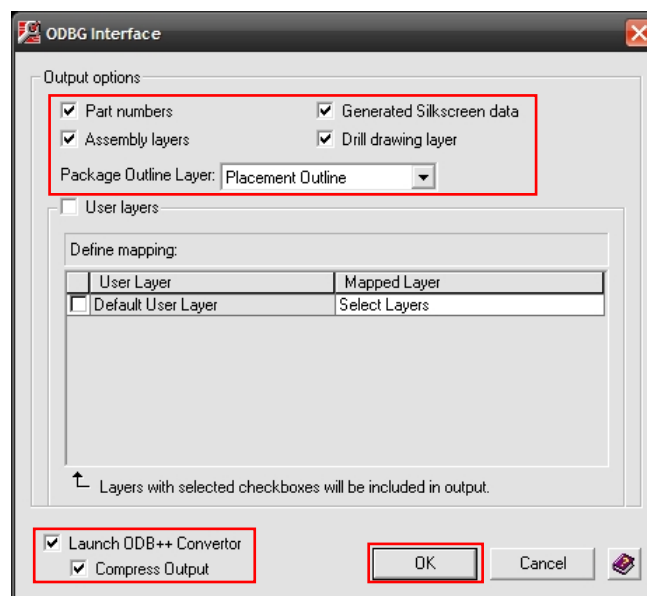 ODBG Interface
Output options
Part numbers
Generated Silkscreen data
Assembly layers
Drill drawing layer
Package Outline Layer: Placement Outline
User layers
Define mapping:
User Layer Mapped Layer
Default User Layer Select Layers
Layers with selected checkboxes will be included in output.
Launch ODB++ Convertor
Compress Output
OK Cancel